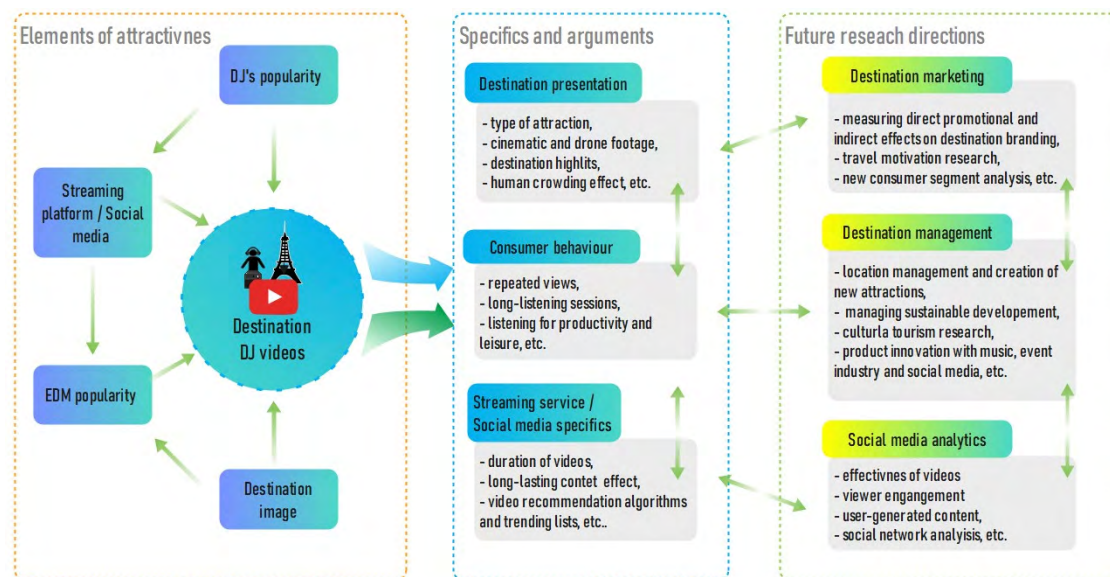 Elements of attractivnes
DJ's popularity
Streaming
platform / Social
media
Destination
DJ videos
EDM popularity
Destination
image
Specifics and arguments
Destination presentation
- type of attraction,
- cinematic and drone footage,
- destination highlits,
- human crowding effect, etc.
Consumer behaviour
- repeated views,
- long-listening sessions,
- listening for productivity and
leisure, etc.
Streaming service /
Social media specifics
- duration of videos,
- long-lasting contet effect,
- video recommendation algorithms
and trending lists, etc..
Future reseach directions
Destination marketing
- measuring direct promotional and
indirect effects on destination branding,
- travel motivation research,
- new consumer segment analysis, etc.
Destination management
- location management and creation of
new attractions,
- managing sustainable developement,
- culturla tourism research,
- product innovation with music, event
industry and social media, etc.
Social media analytics
- effectivnes of videos
- viewer engangement
- user-generated content,
- social network analyisis, etc.